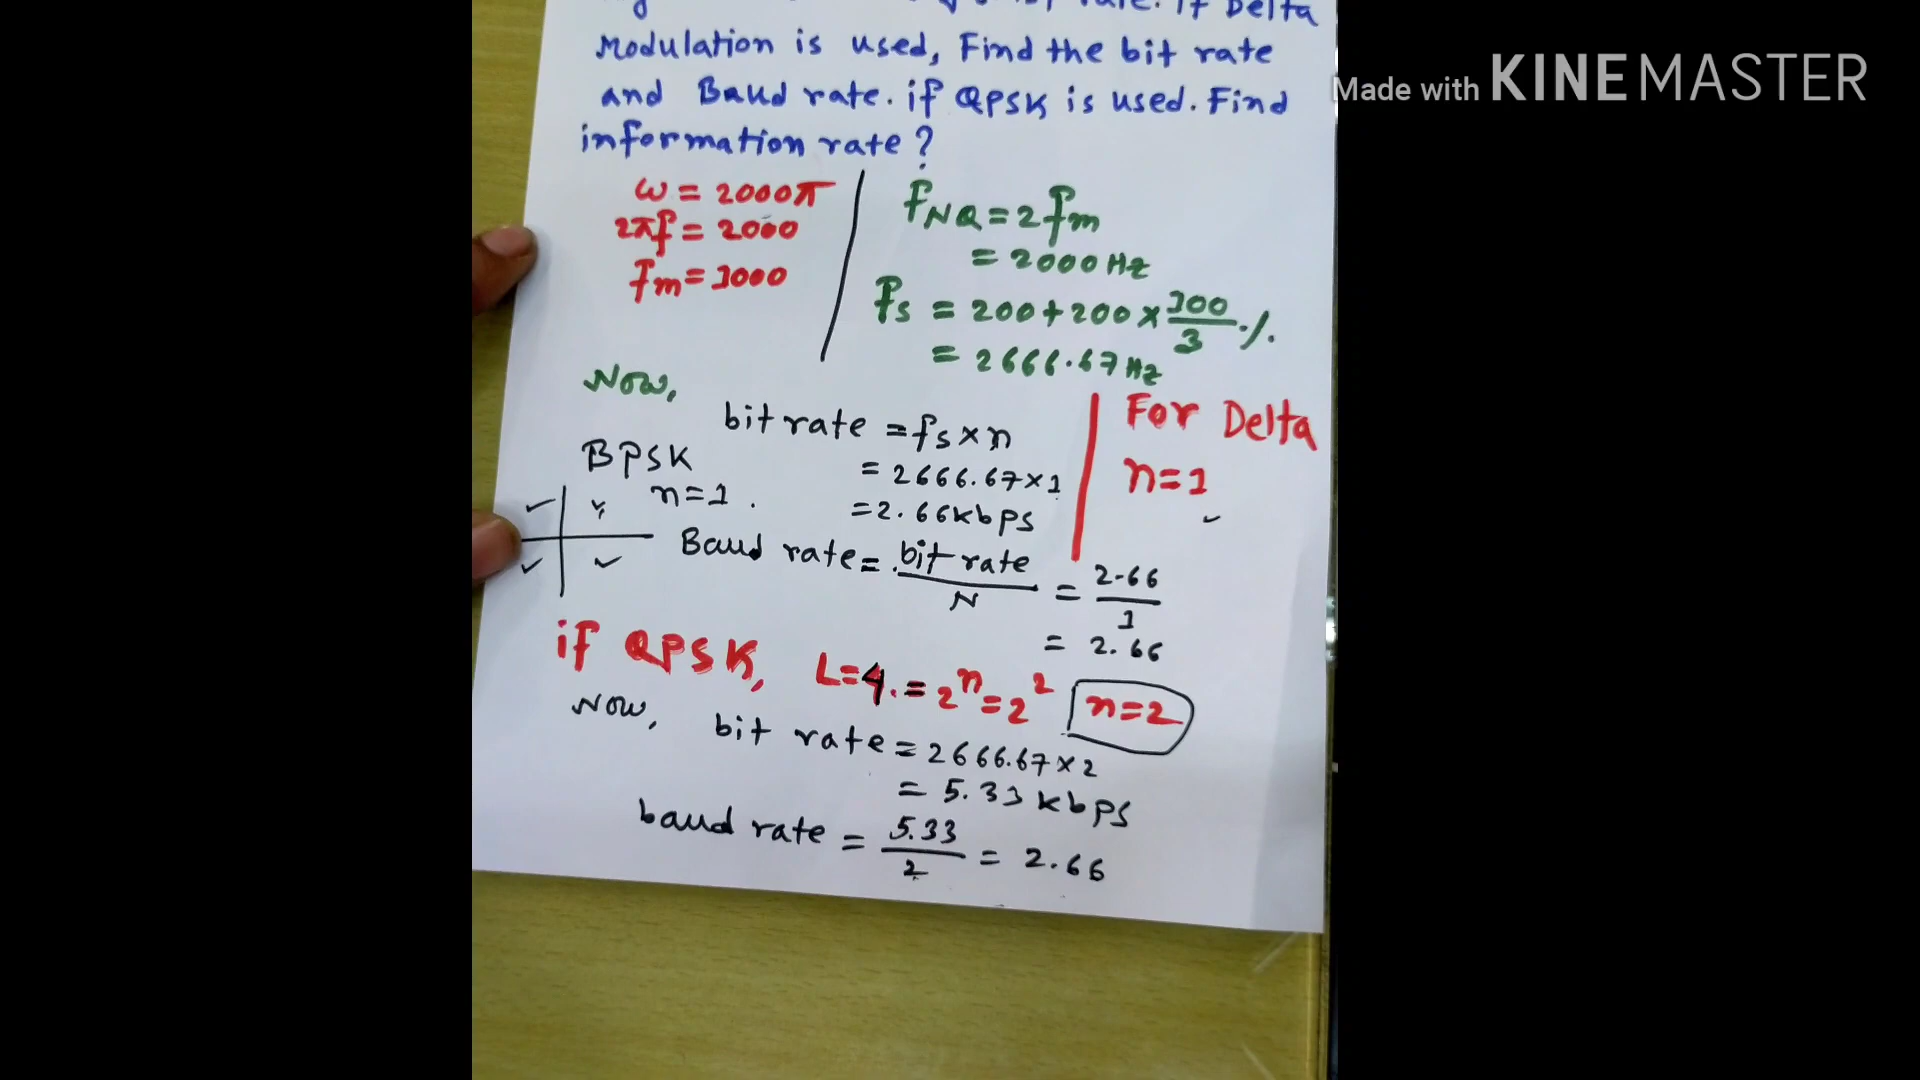 rate. if Delta
Modulation is used, Find the bit rate
and Baud rate. if QPSK is used. Find
information rate?
ω = 2000π
2πf = 2000
fm = 1000
fNQ = 2fm
= 2000 Hz
fs = 200 + 200 × 100/3 %
= 2666.67 Hz
Now,
bit rate = fs × n
= 2666.67 × 1
= 2.66 kbps
For Delta
n = 1
BPSK
n = 1.
Baud rate = bit rate / N = 2.66 / 1
= 2.66
if QPSK, L = 4. = 2^n = 2^2 n = 2
Now,
bit rate = 2666.67 × 2
= 5.33 kbps
baud rate = 5.33 / 2 = 2.66
Made with KINEMASTER